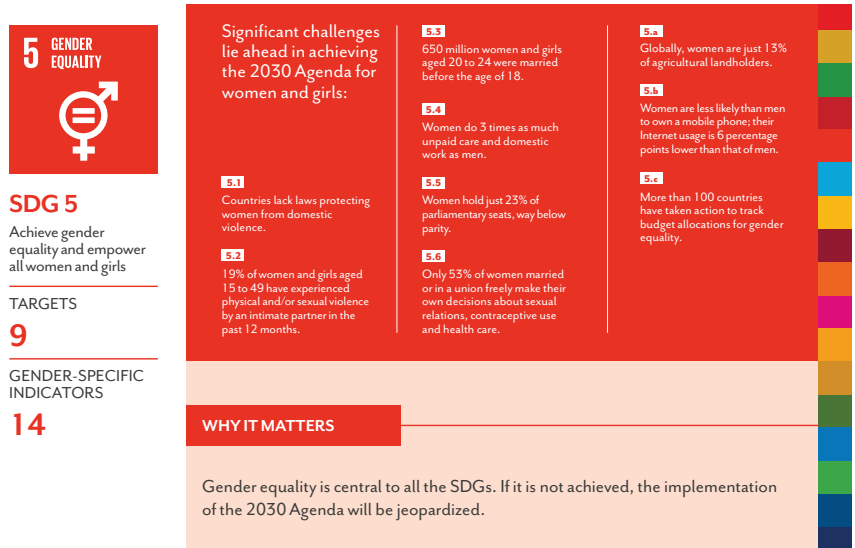 5 GENDER
EQUALITY
SDG 5
Achieve gender
equality and empower
all women and girls
TARGETS
9
GENDER-SPECIFIC
INDICATORS
14
Significant challenges
lie ahead in achieving
the 2030 Agenda for
women and girls:
5.1
Countries lack laws protecting
women from domestic
violence.
5.2
19% of women and girls aged
15 to 49 have experienced
physical and/or sexual violence
by an intimate partner in the
past 12 months.
5.3
650 million women and girls
aged 20 to 24 were married
before the age of 18.
5.4
Women do 3 times as much
unpaid care and domestic
work as men.
5.5
Women hold just 23% of
parliamentary seats, way below
parity.
5.6
Only 53% of women married
or in a union freely make their
own decisions about sexual
relations, contraceptive use
and health care.
5.a
Globally, women are just 13%
of agricultural landholders.
5.b
Women are less likely than men
to own a mobile phone; their
Internet usage is 6 percentage
points lower than that of men.
5.c
More than 100 countries
have taken action to track
budget allocations for gender
equality.
WHY IT MATTERS
Gender equality is central to all the SDGs. If it is not achieved, the implementation
of the 2030 Agenda will be jeopardized.